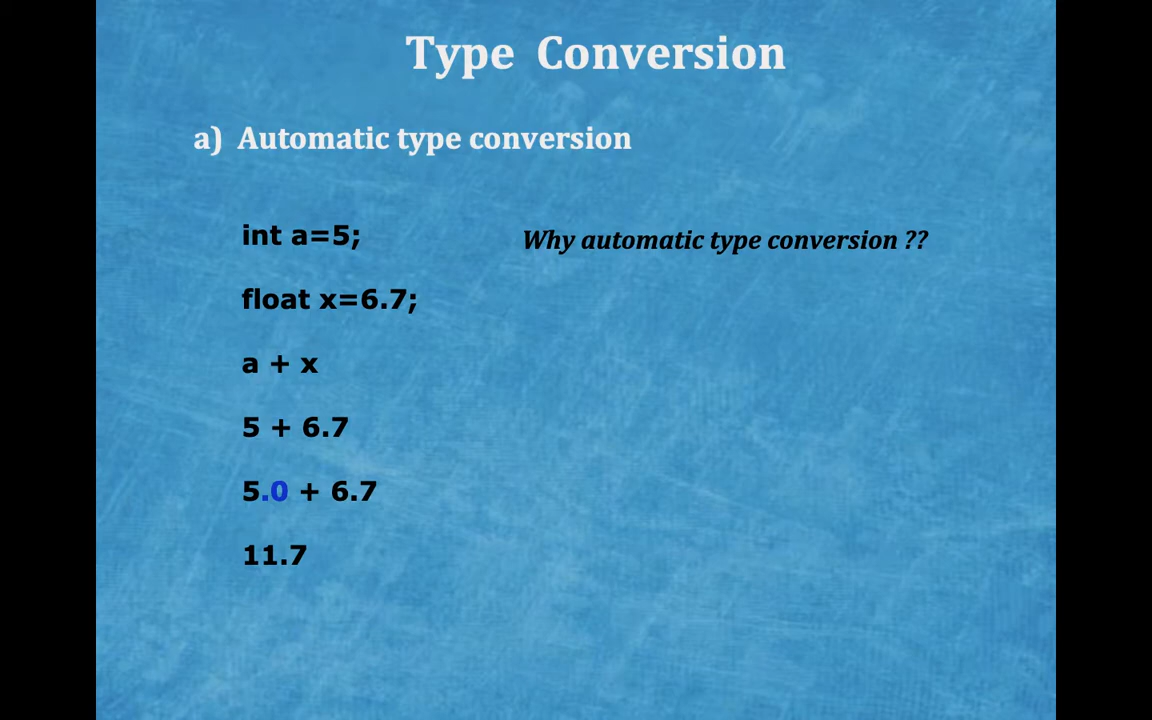 Type Conversion
a) Automatic type conversion
int a=5;
Why automatic type conversion ??
float x=6.7;
a + x
5 + 6.7
5.0 + 6.7
11.7